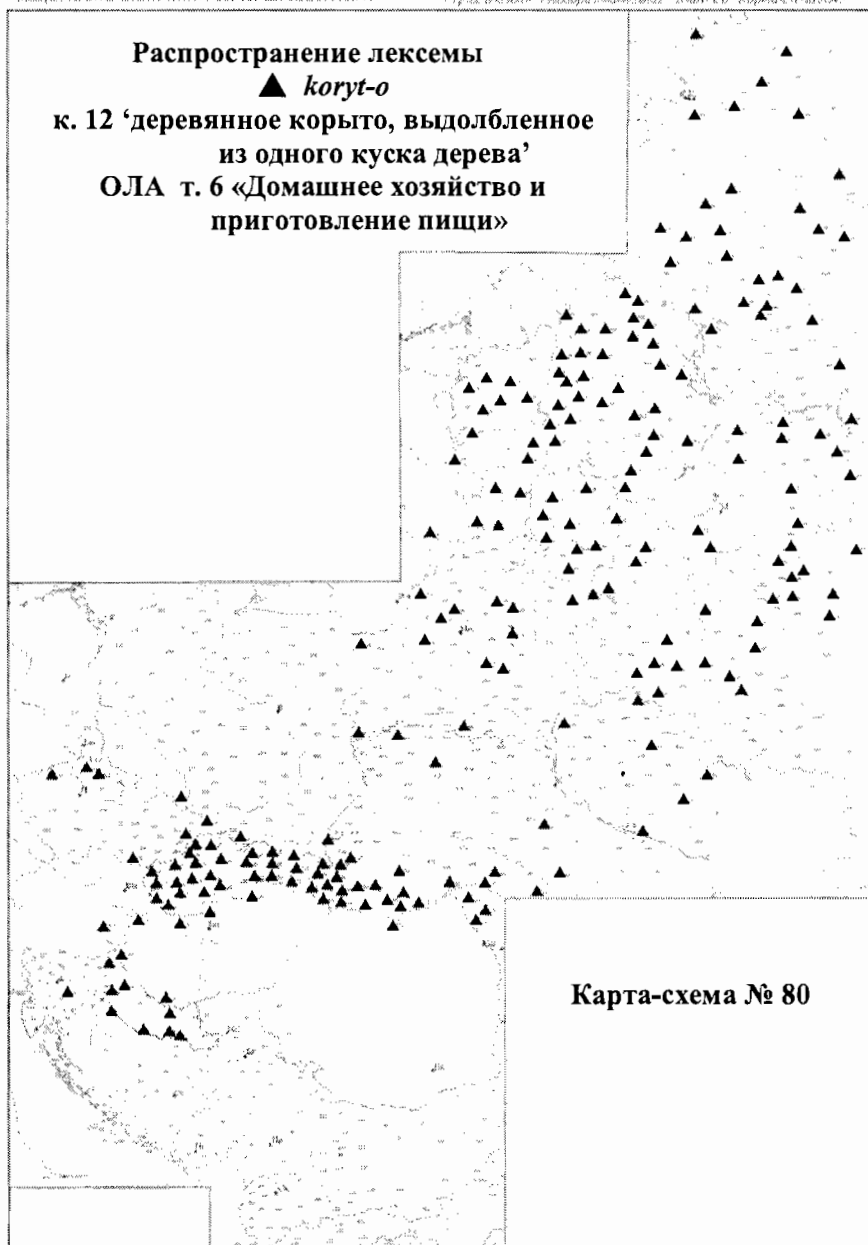 Распространение лексемы
▲ koryt-o
к. 12 ‘деревянное корыто, выдолбленное
из одного куска дерева’
ОЛА т. 6 «Домашнее хозяйство и
приготовление пищи»
Карта-схема № 80